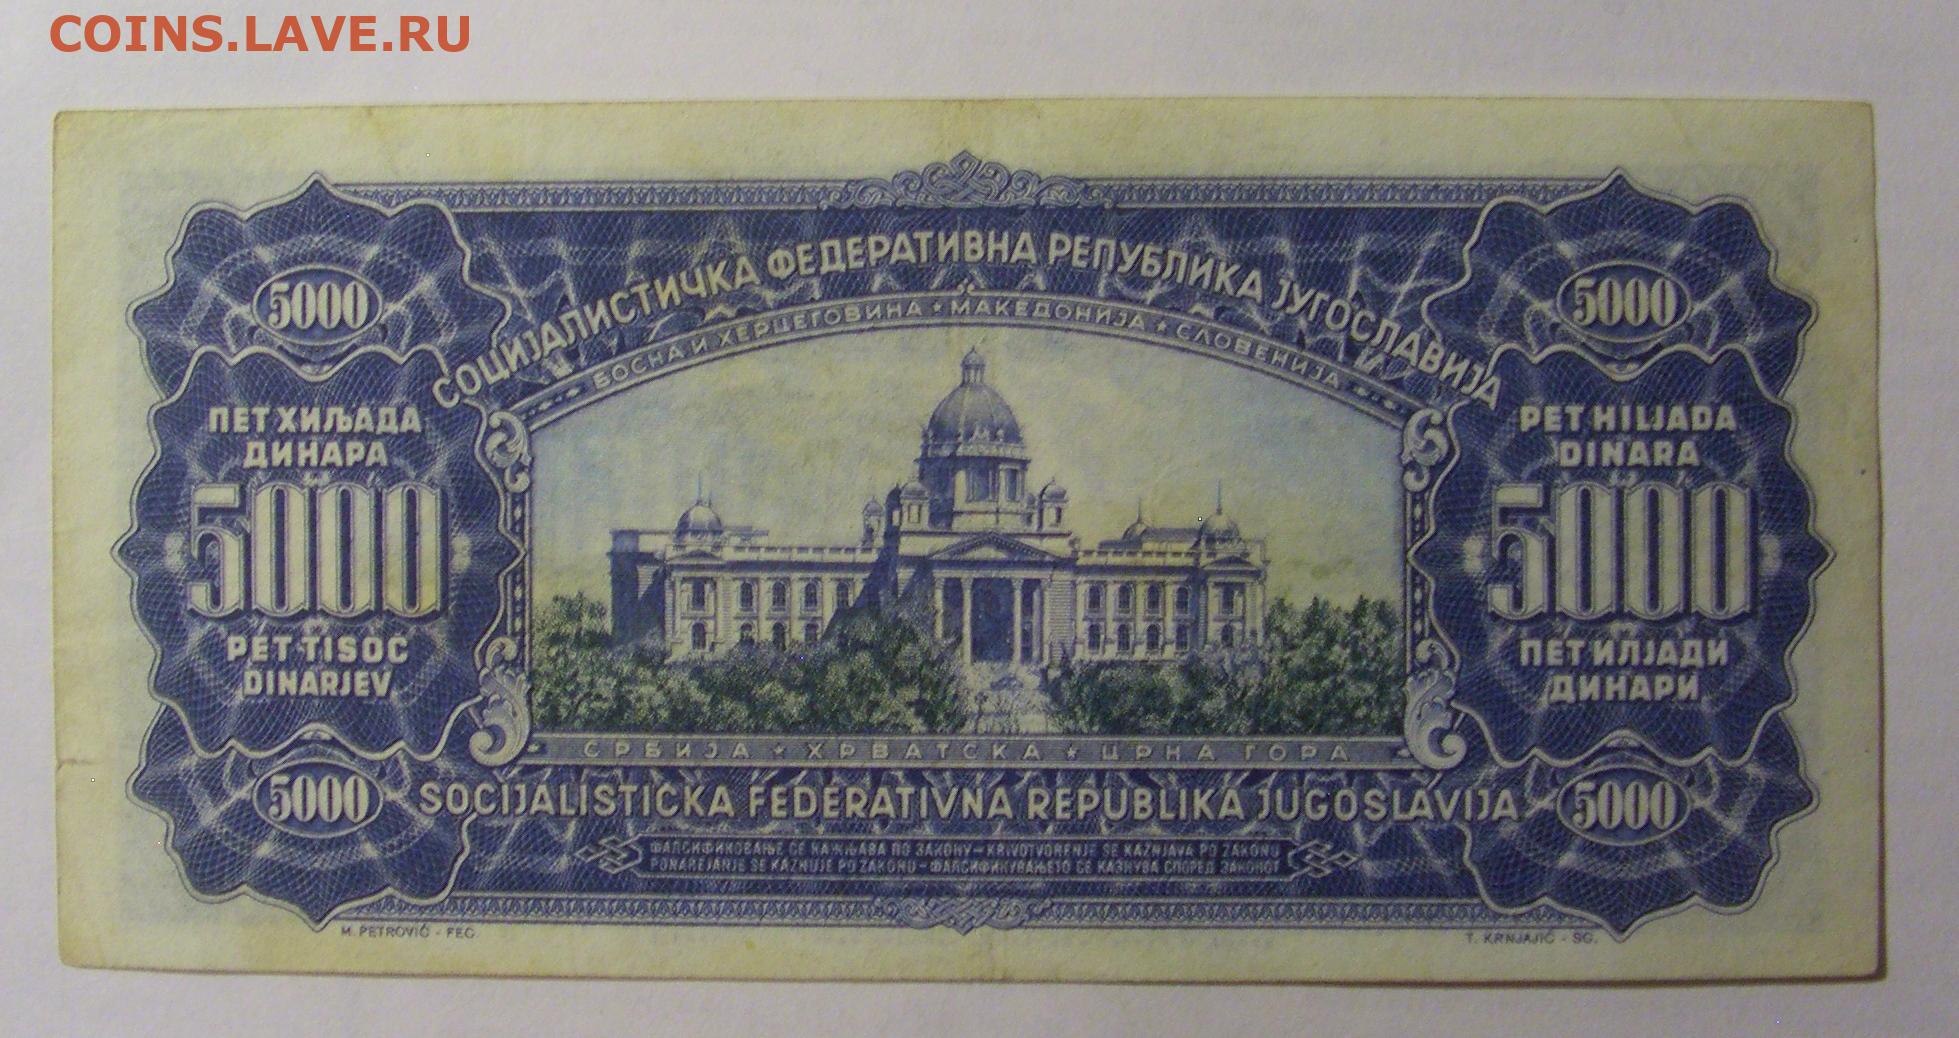 COINS.LAVE.RU
СОЦИЈАЛИСТИЧКА ФЕДЕРАТИВНА РЕПУБЛИКА ЈУГОСЛАВИЈА
БОСНА И ХЕРЦЕГОВИНА ★ МАКЕДОНИЈА ★ СЛОВЕНИЈА
5000
5000
ПЕТ ХИЉАДА
ДИНАРА
5000
PET TISOČ
DINARJEV
PET HILJADA
DINARA
5000
ПЕТ ИЛЈАДИ
ДИНАРИ
СРБИЈА ★ ХРВАТСКА ★ ЦРНА ГОРА
5000
SOCIJALISTIČKA FEDERATIVNA REPUBLIKA JUGOSLAVIJA
5000
ФАЛСИФИКОВАЊЕ СЕ КАЖЊАВА ПО ЗАКОНУ – KRIVOTVORENJE SE KAŽNJAVA PO ZAKONU
PONAREJANJE SE KAZNUJE PO ZAKONU – ФАЛСИФИКУВАЊЕТО СЕ КАЗНУВА СПОРЕД ЗАКОНОТ
M. PETROVIĆ - FEC.
T. KRNJAJIĆ - SC.